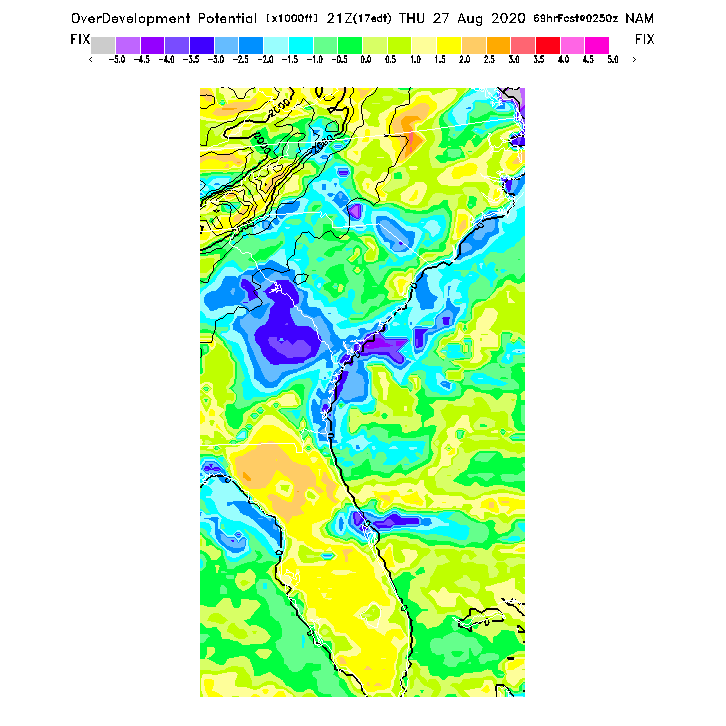 OverDevelopment Potential [x1000ft] 21Z(17edt) THU 27 Aug 2020 69hrFcst@0250z NAM
FIX FIX
< -5.0 -4.5 -4.0 -3.5 -3.0 -2.5 -2.0 -1.5 -1.0 -0.5 0.0 0.5 1.0 1.5 2.0 2.5 3.0 3.5 4.0 4.5 5.0 >
2000
2000